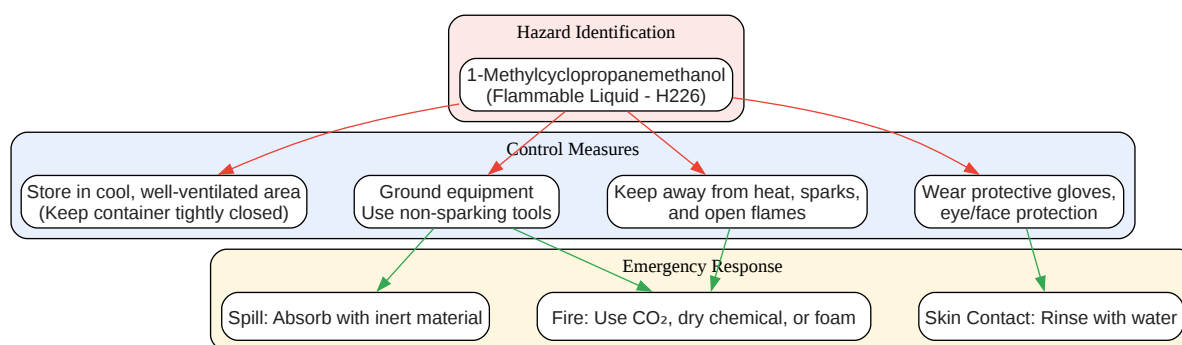 Hazard Identification
1-Methylcyclopropanemethanol
(Flammable Liquid - H226)
Control Measures
Store in cool, well-ventilated area
(Keep container tightly closed)
Ground equipment
Use non-sparking tools
Keep away from heat, sparks,
and open flames
Wear protective gloves,
eye/face protection
Emergency Response
Spill: Absorb with inert material
Fire: Use CO₂, dry chemical, or foam
Skin Contact: Rinse with water